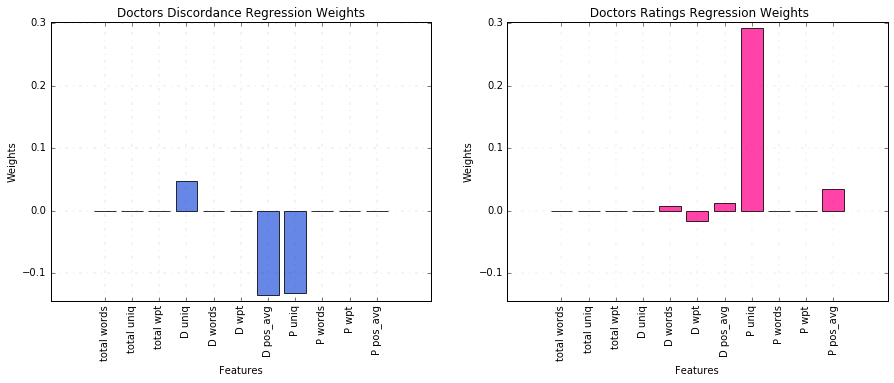 Doctors Discordance Regression Weights
0.3
0.2
0.1
0.0
−0.1
Weights
total words
total uniq
total wpt
D uniq
D words
D wpt
D pos_avg
P uniq
P words
P wpt
P pos_avg
Features
Doctors Ratings Regression Weights
0.3
0.2
0.1
0.0
−0.1
Weights
total words
total uniq
total wpt
D uniq
D words
D wpt
D pos_avg
P uniq
P words
P wpt
P pos_avg
Features